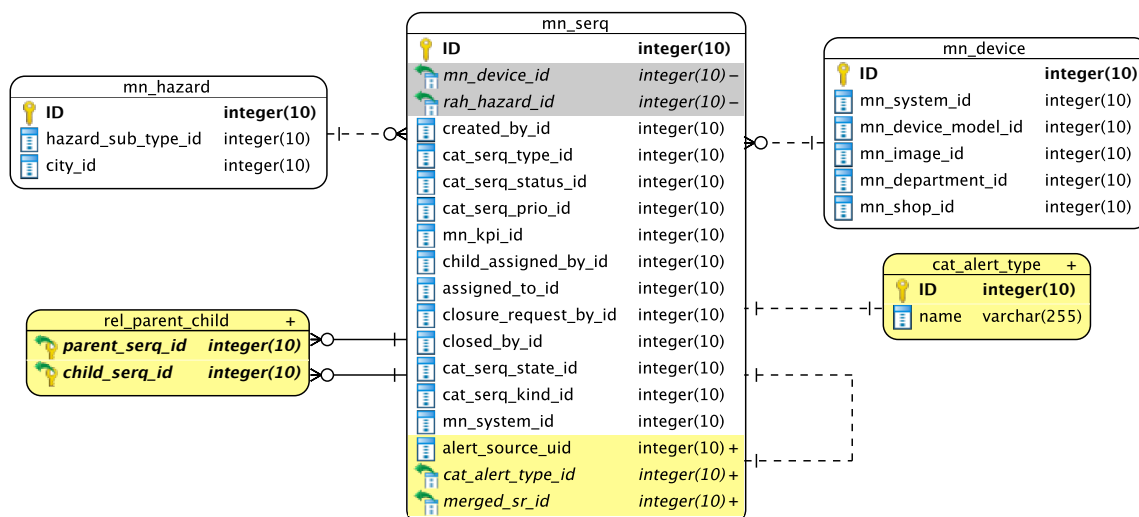 mn_serq
ID integer(10)
mn_device_id integer(10) −
rah_hazard_id integer(10) −
created_by_id integer(10)
cat_serq_type_id integer(10)
cat_serq_status_id integer(10)
cat_serq_prio_id integer(10)
mn_kpi_id integer(10)
child_assigned_by_id integer(10)
assigned_to_id integer(10)
closure_request_by_id integer(10)
closed_by_id integer(10)
cat_serq_state_id integer(10)
cat_serq_kind_id integer(10)
mn_system_id integer(10)
alert_source_uid integer(10) +
cat_alert_type_id integer(10) +
merged_sr_id integer(10) +
mn_hazard
ID integer(10)
hazard_sub_type_id integer(10)
city_id integer(10)
rel_parent_child +
parent_serq_id integer(10)
child_serq_id integer(10)
mn_device
ID integer(10)
mn_system_id integer(10)
mn_device_model_id integer(10)
mn_image_id integer(10)
mn_department_id integer(10)
mn_shop_id integer(10)
cat_alert_type +
ID integer(10)
name varchar(255)